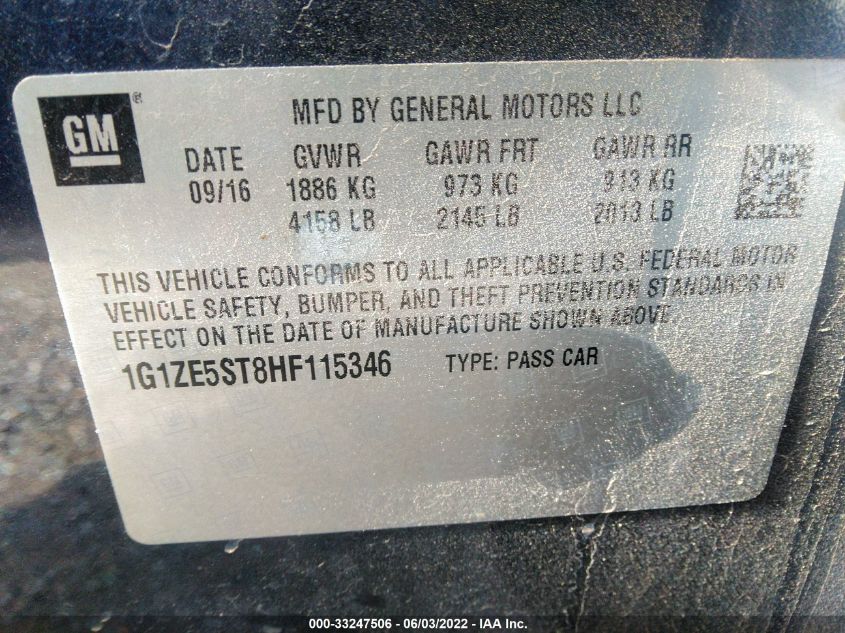 GM ®
MFD BY GENERAL MOTORS LLC
DATE GVWR GAWR FRT GAWR RR
09/16 1886 KG 973 KG 913 KG
4158 LB 2145 LB 2013 LB
THIS VEHICLE CONFORMS TO ALL APPLICABLE U.S. FEDERAL MOTOR
VEHICLE SAFETY, BUMPER, AND THEFT PREVENTION STANDARDS IN
EFFECT ON THE DATE OF MANUFACTURE SHOWN ABOVE.
1G1ZE5ST8HF115346 TYPE: PASS CAR
000-33247506 - 06/03/2022 - IAA Inc.